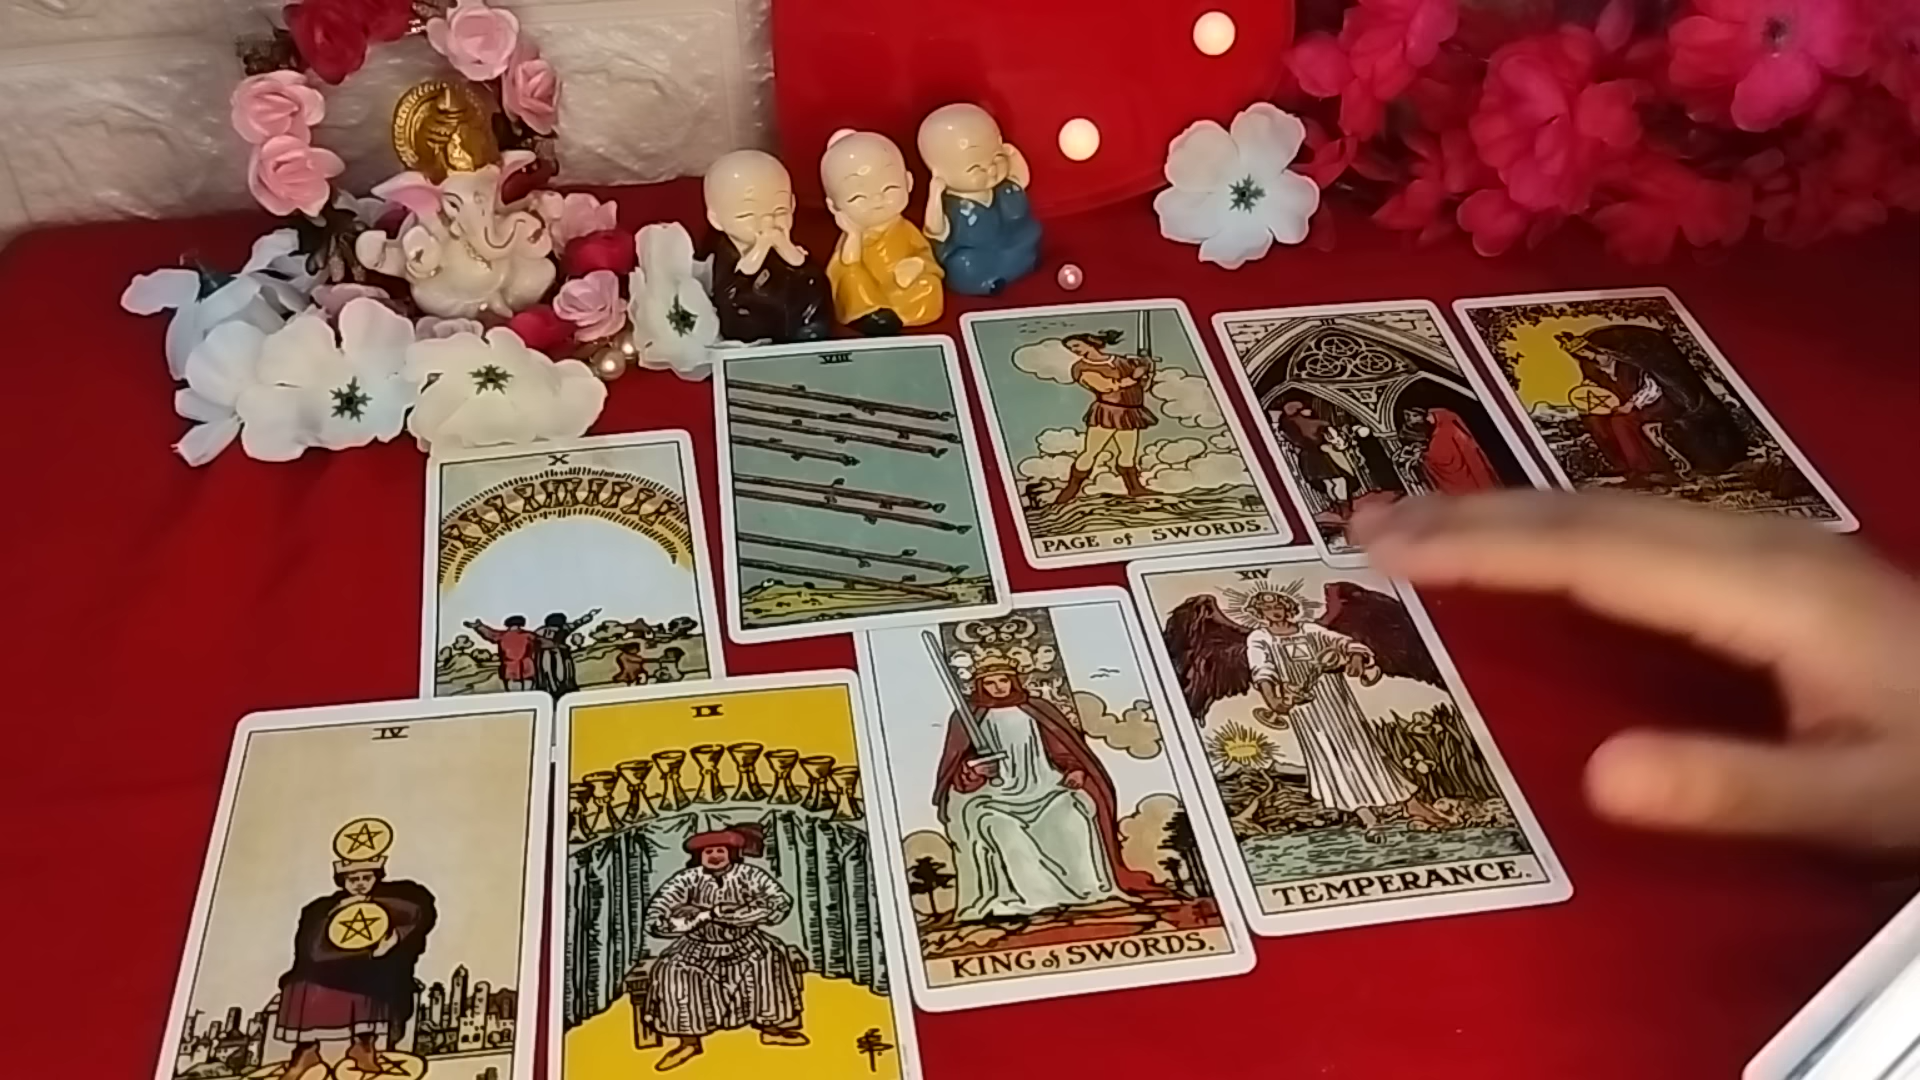 VIII
X
PAGE of SWORDS.
XIV
TEMPERANCE.
KING of SWORDS.
IX
IV